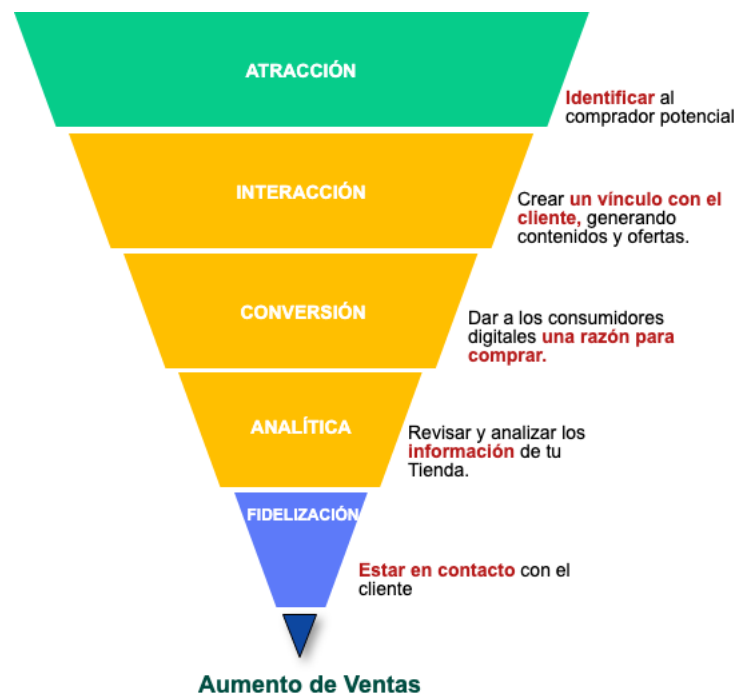 ATRACCIÓN
Identificar al
comprador potencial
INTERACCIÓN
Crear un vínculo con el
cliente, generando
contenidos y ofertas.
CONVERSIÓN
Dar a los consumidores
digitales una razón para
comprar.
ANALÍTICA
Revisar y analizar los
información de tu
Tienda.
FIDELIZACIÓN
Estar en contacto con el
cliente
Aumento de Ventas